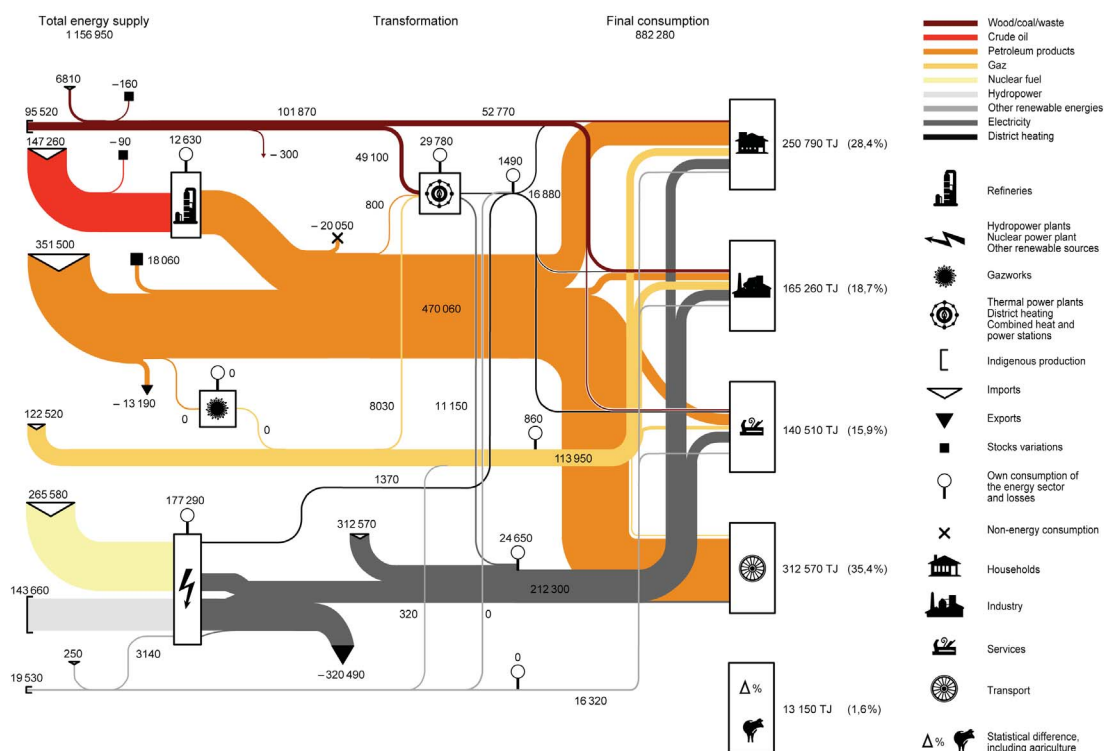 Total energy supply
1 156 950
Transformation
Final consumption
882 280
6810
–160
95 520
101 870
52 770
147 260
–90
12 630
– 300
49 100
29 780
1490
16 880
800
– 20 050
351 500
18 060
470 060
– 13 190
0
0
0
8030
11 150
122 520
860
113 950
1370
265 580
177 290
312 570
24 650
143 660
212 300
320
0
–320 490
250
3140
19 530
0
16 320
250 790 TJ (28,4%)
165 260 TJ (18,7%)
140 510 TJ (15,9%)
312 570 TJ (35,4%)
Δ%
13 150 TJ (1,6%)
Wood/coal/waste
Crude oil
Petroleum products
Gaz
Nuclear fuel
Hydropower
Other renewable energies
Electricity
District heating
Refineries
Hydropower plants
Nuclear power plant
Other renewable sources
Gazworks
Thermal power plants
District heating
Combined heat and
power stations
Indigenous production
Imports
Exports
Stocks variations
Own consumption of
the energy sector
and losses
Non-energy consumption
Households
Industry
Services
Transport
Δ%
Statistical difference,
including agriculture